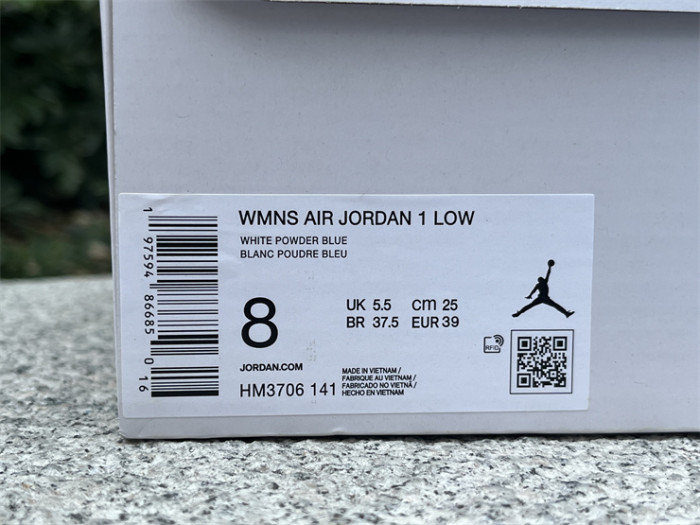 WMNS AIR JORDAN 1 LOW
WHITE POWDER BLUE
BLANC POUDRE BLEU
8
UK 5.5 cm 25
BR 37.5 EUR 39
JORDAN.COM
HM3706 141
MADE IN VIETNAM /
FABRIQUE AU VIETNAM /
FABRICADO NO VIETNÃ /
HECHO EN VIETNAM
RFID
1 97594 86685 0 16